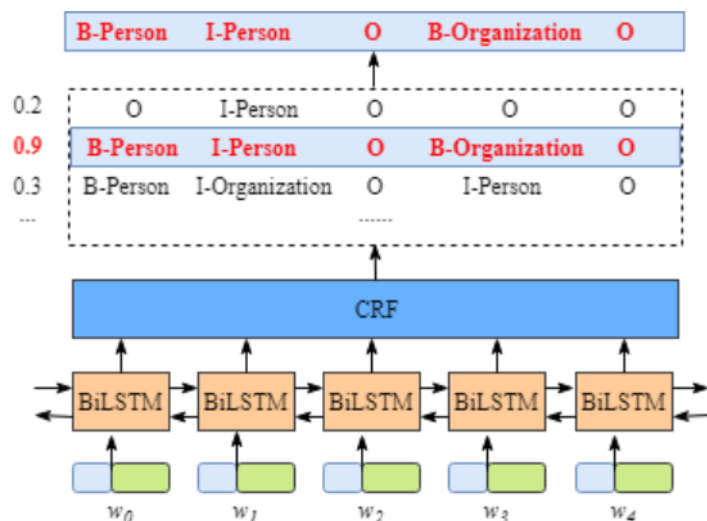 B-Person I-Person O B-Organization O
0.2 O I-Person O O O
0.9 B-Person I-Person O B-Organization O
0.3 B-Person I-Organization O I-Person O
... ......
CRF
BiLSTM BiLSTM BiLSTM BiLSTM BiLSTM
w0 w1 w2 w3 w4